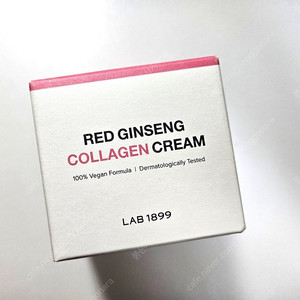 RED GINSENG
COLLAGEN CREAM
100% Vegan Formula | Dermatologically Tested
LAB 1899